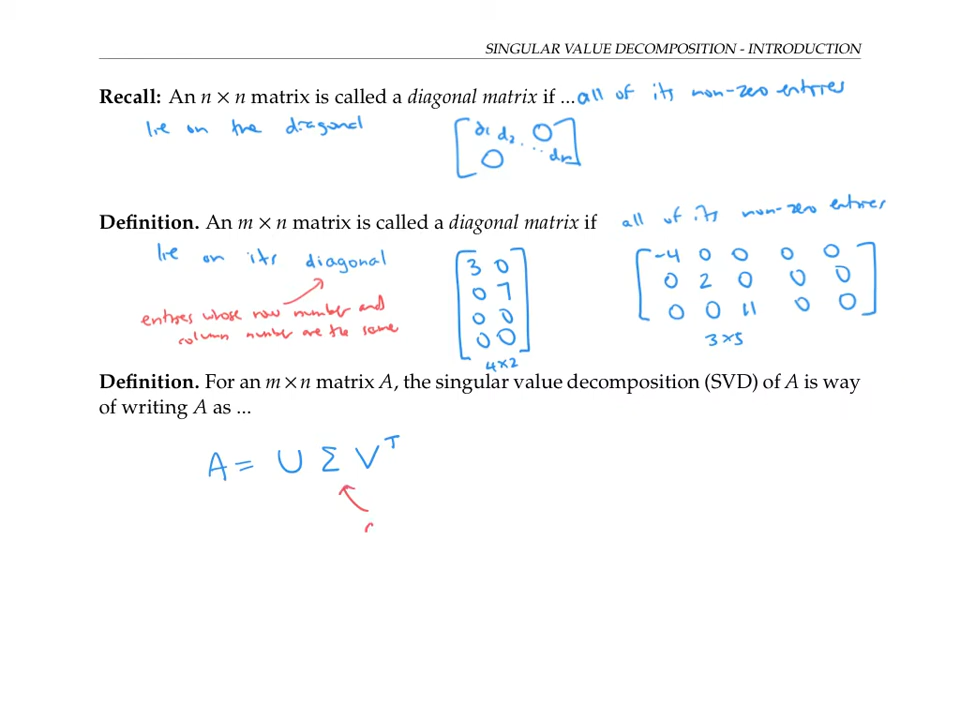 SINGULAR VALUE DECOMPOSITION - INTRODUCTION
Recall: An n × n matrix is called a diagonal matrix if ... all of its non-zero entries
lie on the diagonal
d1 d2 0
0 ⋱ dn
Definition. An m × n matrix is called a diagonal matrix if all of its non-zero entries
lie on its diagonal
entries whose row number and
column number are the same
3 0
0 7
0 0
0 0
4×2
-4 0 0 0 0
0 2 0 0 0
0 0 11 0 0
3×5
Definition. For an m × n matrix A, the singular value decomposition (SVD) of A is way
of writing A as ...
A = U Σ V^T